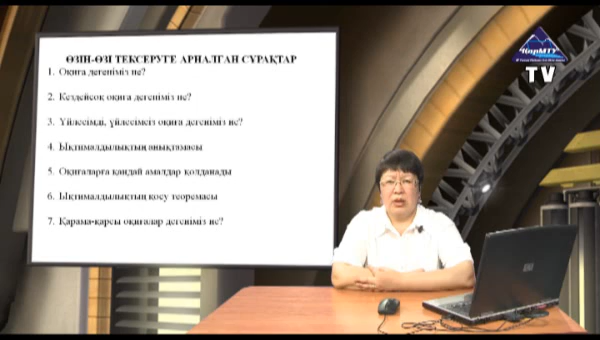 ӨЗІН-ӨЗІ ТЕКСЕРУГЕ АРНАЛҒАН СҰРАҚТАР
1. Оқиға дегеніміз не?
2. Кездейсоқ оқиға дегеніміз не?
3. Үйлесімді, үйлесімсіз оқиға дегеніміз не?
4. Ықтималдылықтың анықтамасы
5. Оқиғаларға қандай амалдар қолданады
6. Ықтималдылықтың қосу теоремасы
7. Қарама-қарсы оқиғалар дегеніміз не?
ҚарМТУ
TV